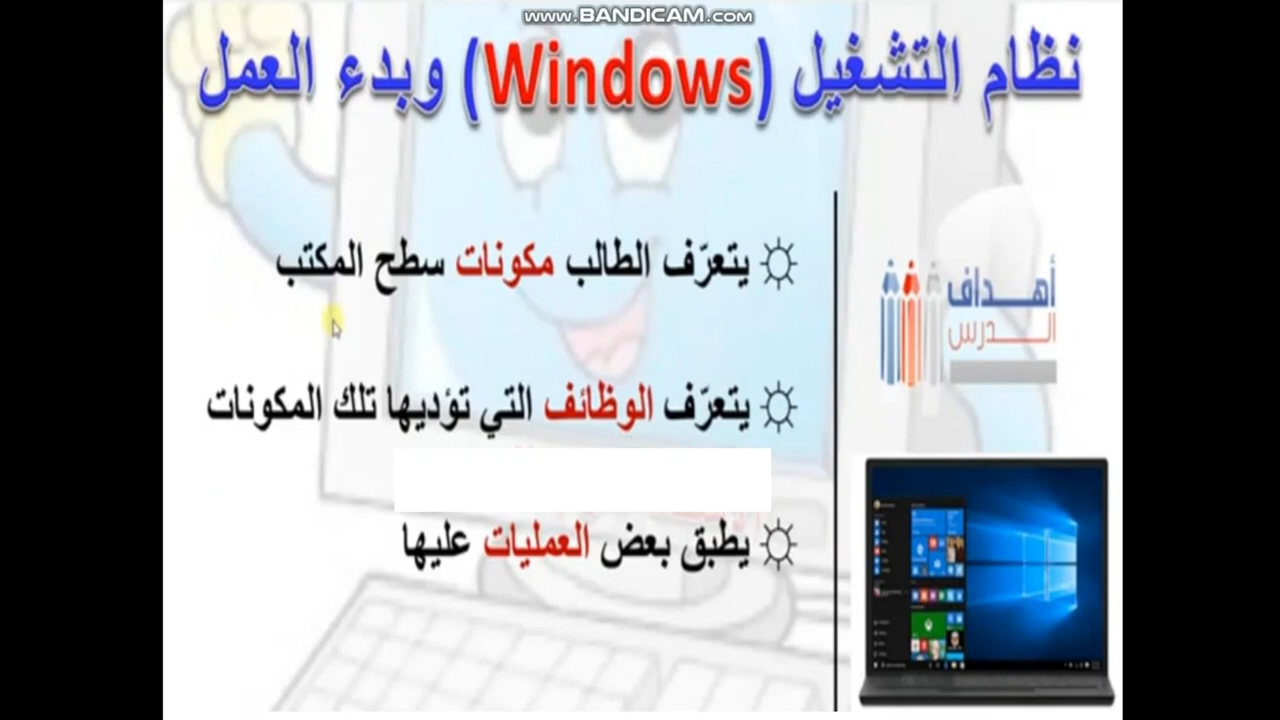 WWW.BANDICAM.COM
نظام التشغيل (Windows) وبدء العمل
أهداف
الدرس
يتعرّف الطالب مكونات سطح المكتب
يتعرّف الوظائف التي تؤديها تلك المكونات
يطبق بعض العمليات عليها